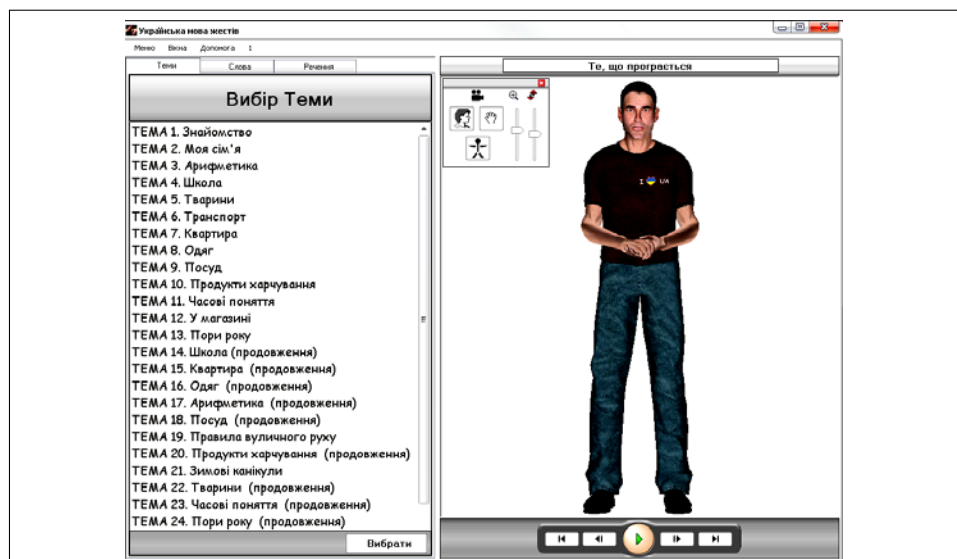 Українська мова жестів
Меню Вікна Допомога
Теми Слова Речення
Вибір Теми
ТЕМА 1. Знайомство
ТЕМА 2. Моя сім'я
ТЕМА 3. Арифметика
ТЕМА 4. Школа
ТЕМА 5. Тварини
ТЕМА 6. Транспорт
ТЕМА 7. Квартира
ТЕМА 8. Одяг
ТЕМА 9. Посуд
ТЕМА 10. Продукти харчування
ТЕМА 11. Часові поняття
ТЕМА 12. У магазині
ТЕМА 13. Пори року
ТЕМА 14. Школа (продовження)
ТЕМА 15. Квартира (продовження)
ТЕМА 16. Одяг (продовження)
ТЕМА 17. Арифметика (продовження)
ТЕМА 18. Посуд (продовження)
ТЕМА 19. Правила вуличного руху
ТЕМА 20. Продукти харчування (продовження)
ТЕМА 21. Зимові канікули
ТЕМА 22. Тварини (продовження)
ТЕМА 23. Часові поняття (продовження)
ТЕМА 24. Пори року (продовження)
Вибрати
Те, що програється
I UA